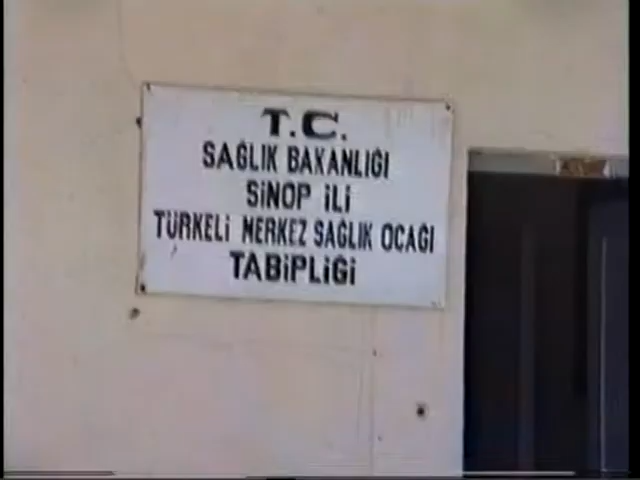 T.C.
SAĞLIK BAKANLIĞI
SİNOP İLİ
TÜRKELİ MERKEZ SAĞLIK OCAĞI
TABİPLİĞİ